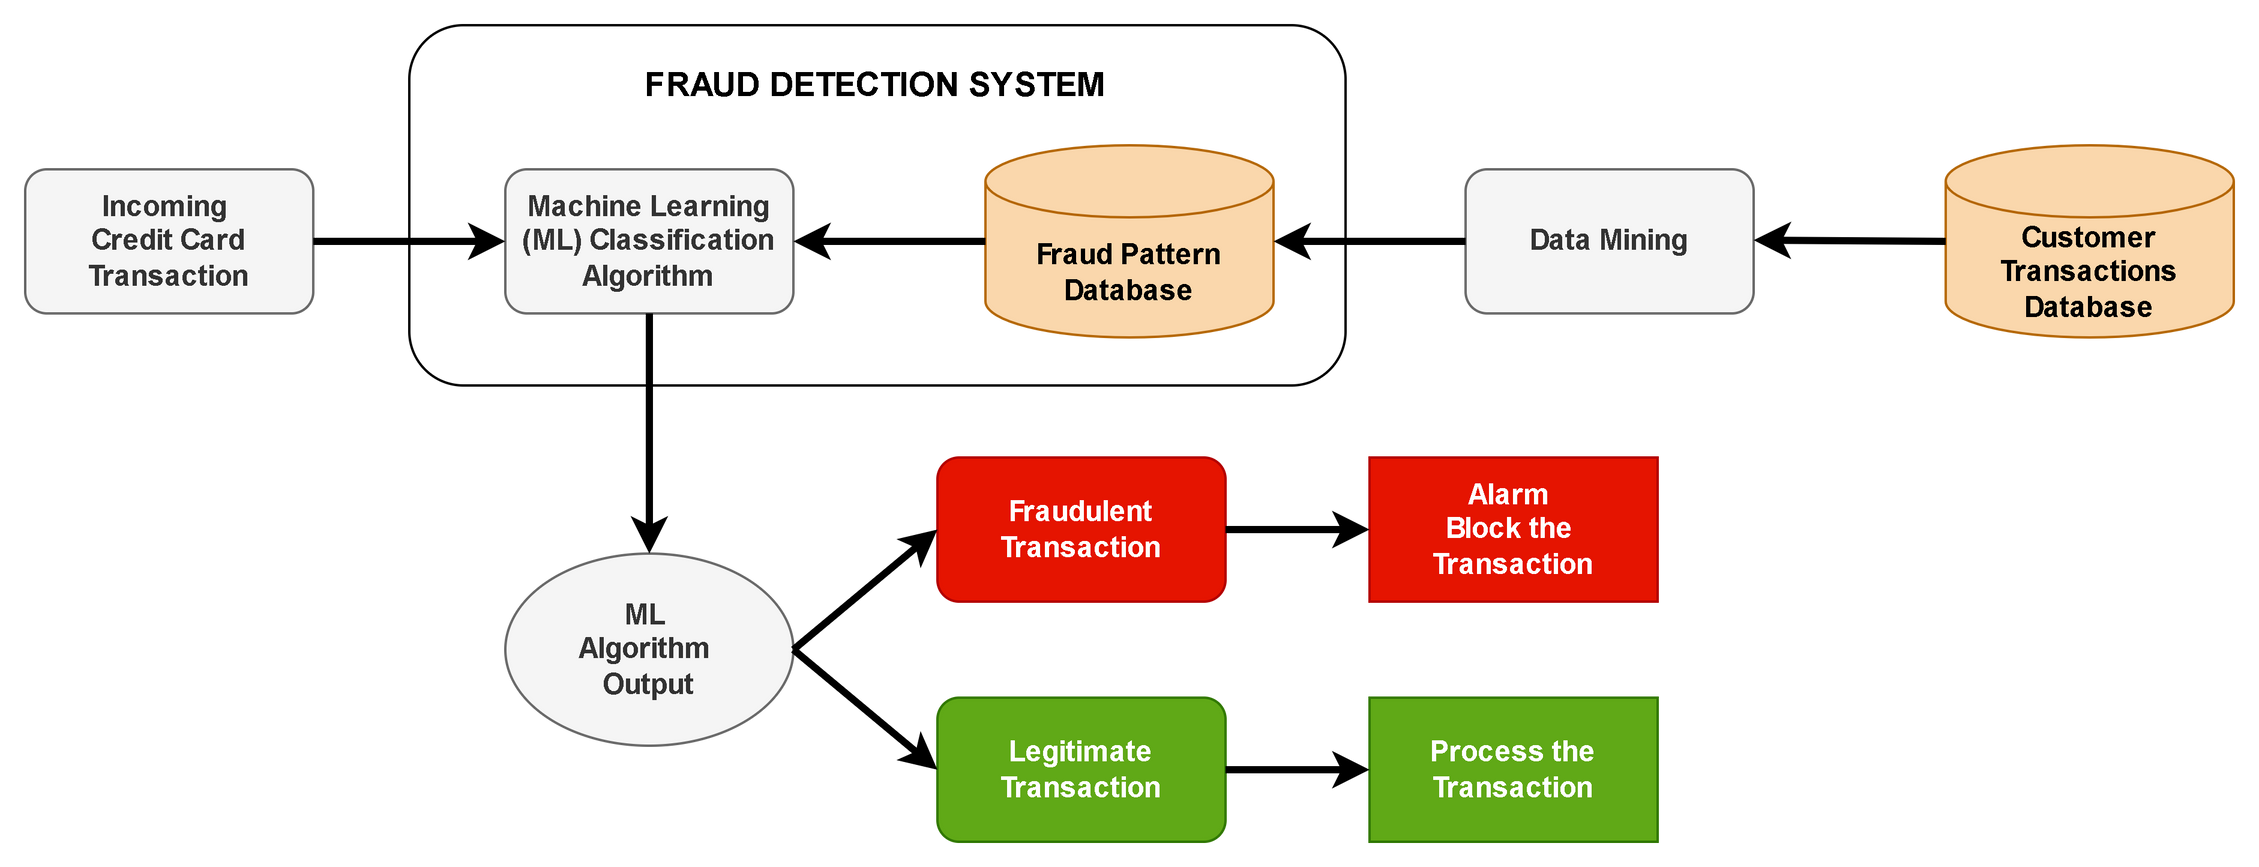 FRAUD DETECTION SYSTEM
Incoming
Credit Card
Transaction
Machine Learning
(ML) Classification
Algorithm
Fraud Pattern
Database
Data Mining
Customer
Transactions
Database
ML
Algorithm
Output
Fraudulent
Transaction
Alarm
Block the
Transaction
Legitimate
Transaction
Process the
Transaction